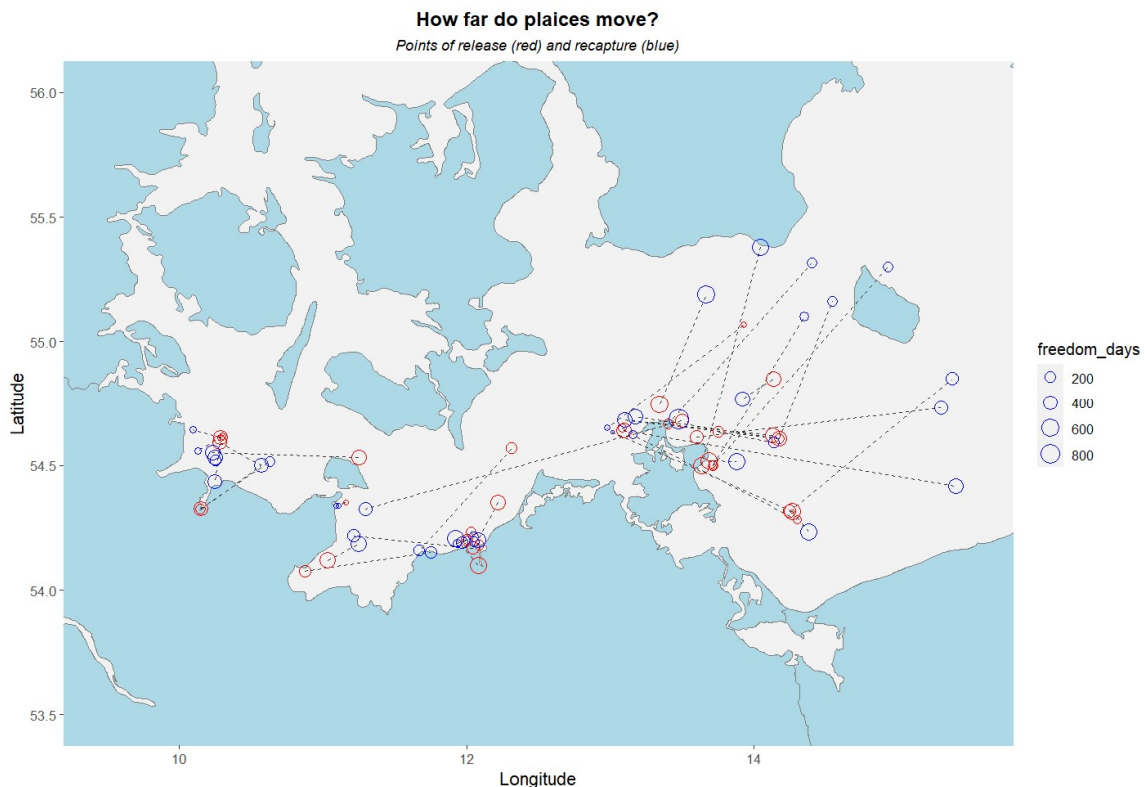 How far do plaices move?
Points of release (red) and recapture (blue)
56.0
55.5
55.0
54.5
54.0
53.5
Latitude
10
12
14
Longitude
freedom_days
200
400
600
800